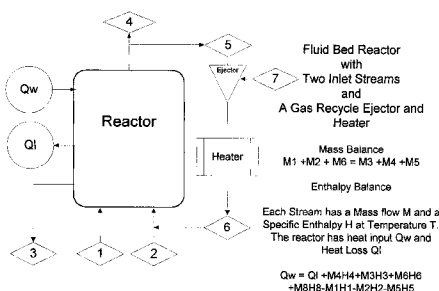 4
5
Ejector
7
Qw
Reactor
Ql
Heater
6
3
1
2
Fluid Bed Reactor
with
Two Inlet Streams
and
A Gas Recycle Ejector and
Heater
Mass Balance
M1 +M2 + M6 = M3 +M4 +M5
Enthalpy Balance
Each Stream has a Mass flow M and a
Specific Enthalpy H at Temperature T.
The reactor has heat input Qw and
Heat Loss Ql
Qw = Ql +M4H4+M3H3+M6H6
+M8H8-M1H1-M2H2-M5H5